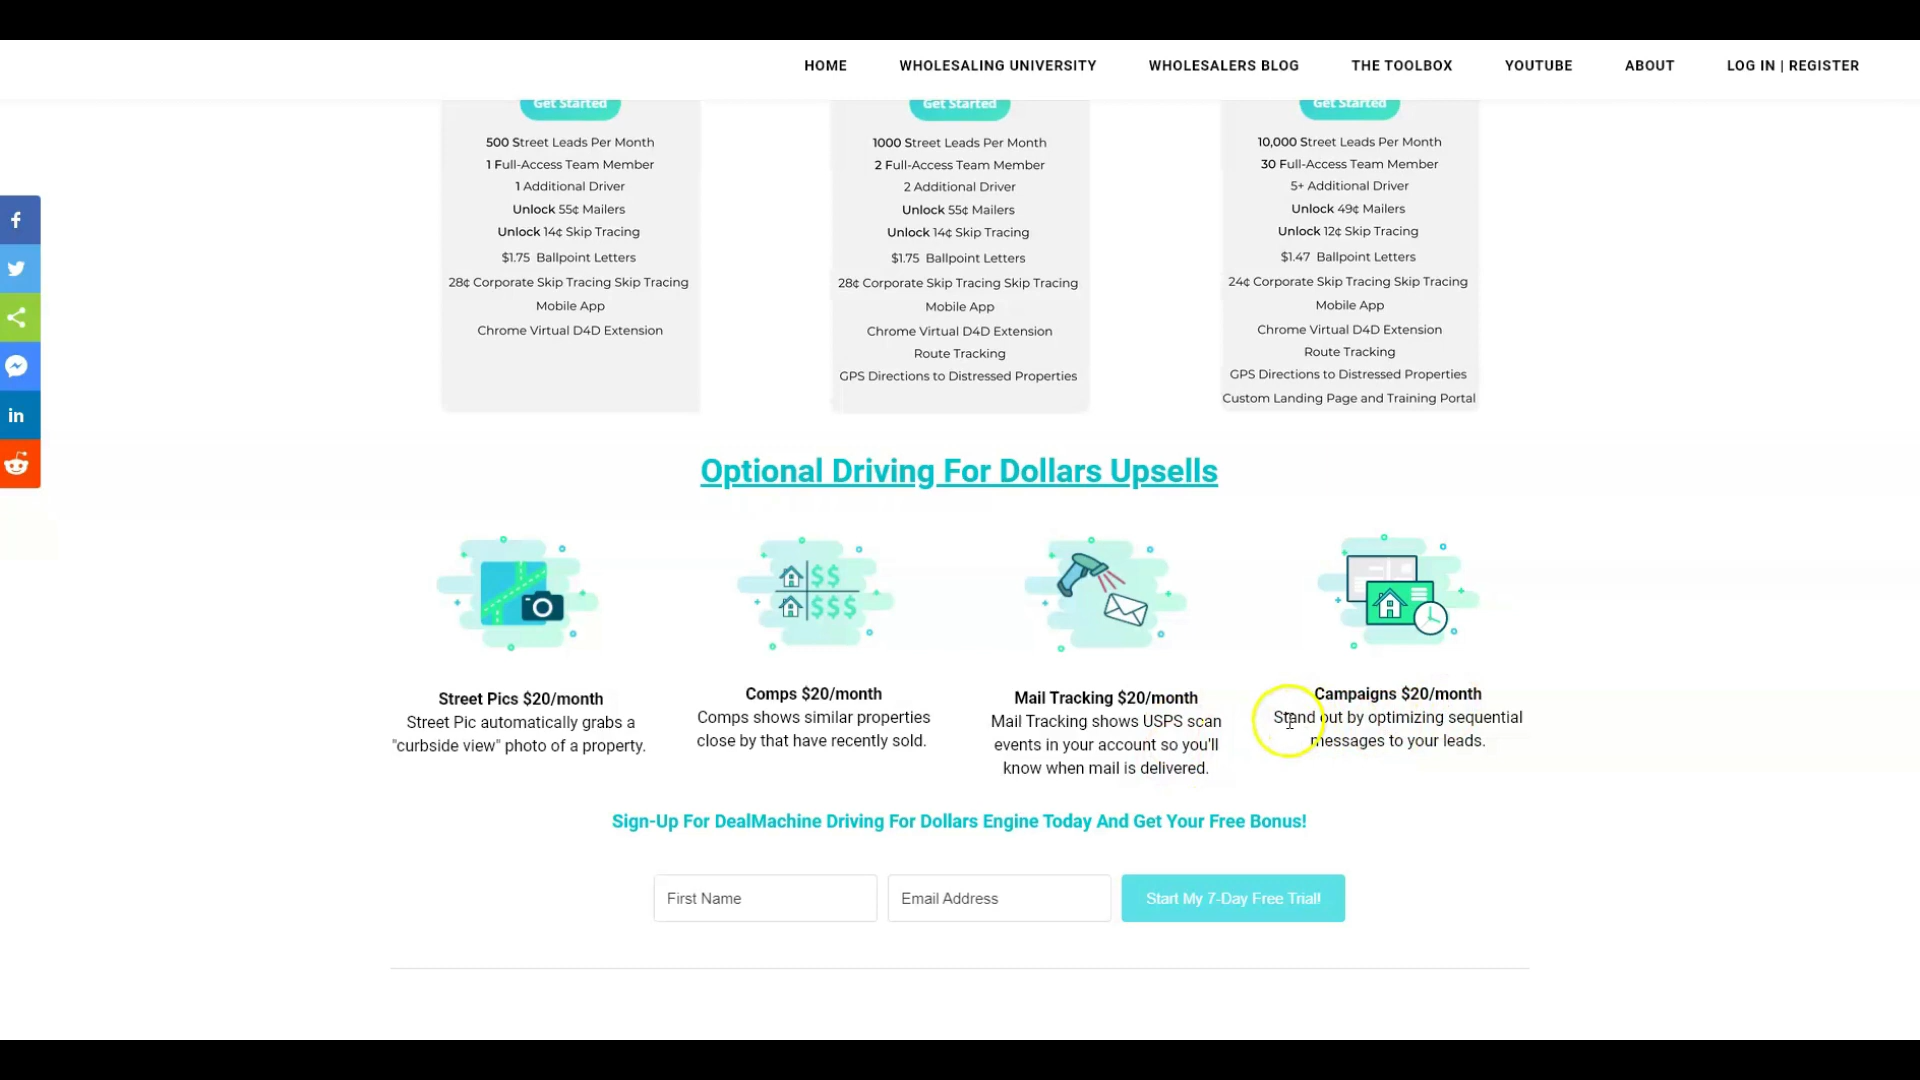 HOME WHOLESALING UNIVERSITY WHOLESALERS BLOG THE TOOLBOX YOUTUBE ABOUT LOG IN | REGISTER
Get Started
500 Street Leads Per Month
1 Full-Access Team Member
1 Additional Driver
Unlock 55¢ Mailers
Unlock 14¢ Skip Tracing
$1.75 Ballpoint Letters
28¢ Corporate Skip Tracing Skip Tracing
Mobile App
Chrome Virtual D4D Extension
Get Started
1000 Street Leads Per Month
2 Full-Access Team Member
2 Additional Driver
Unlock 55¢ Mailers
Unlock 14¢ Skip Tracing
$1.75 Ballpoint Letters
28¢ Corporate Skip Tracing Skip Tracing
Mobile App
Chrome Virtual D4D Extension
Route Tracking
GPS Directions to Distressed Properties
Get Started
10,000 Street Leads Per Month
30 Full-Access Team Member
5+ Additional Driver
Unlock 49¢ Mailers
Unlock 12¢ Skip Tracing
$1.47 Ballpoint Letters
24¢ Corporate Skip Tracing Skip Tracing
Mobile App
Chrome Virtual D4D Extension
Route Tracking
GPS Directions to Distressed Properties
Custom Landing Page and Training Portal
Optional Driving For Dollars Upsells
Street Pics $20/month
Street Pic automatically grabs a
"curbside view" photo of a property.
Comps $20/month
Comps shows similar properties
close by that have recently sold.
Mail Tracking $20/month
Mail Tracking shows USPS scan
events in your account so you'll
know when mail is delivered.
Campaigns $20/month
Stand out by optimizing sequential
messages to your leads.
Sign-Up For DealMachine Driving For Dollars Engine Today And Get Your Free Bonus!
First Name
Email Address
Start My 7-Day Free Trial!